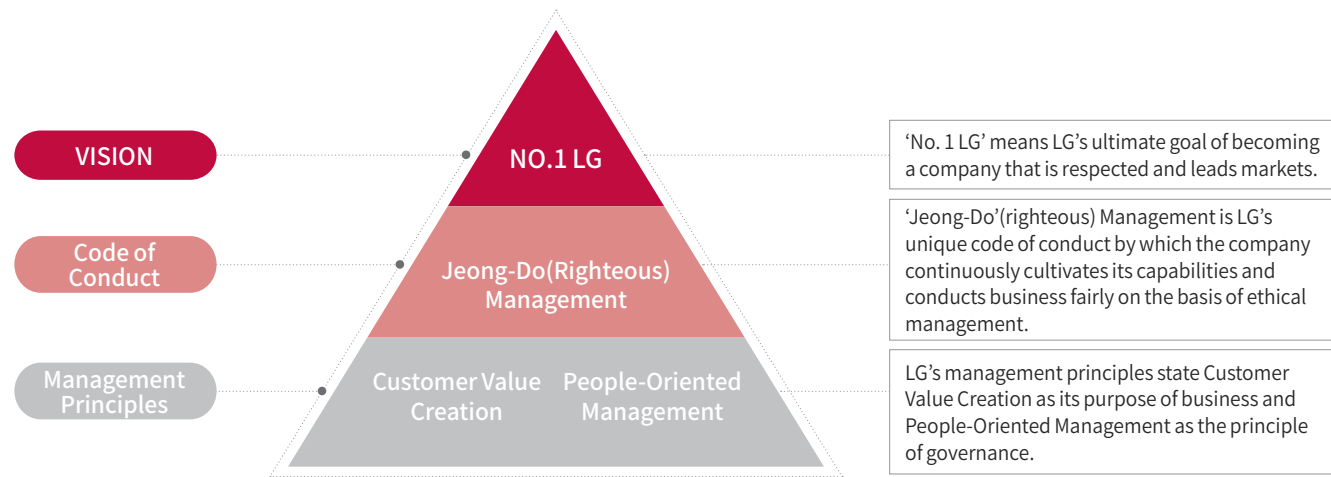 VISION
NO.1 LG
‘No. 1 LG’ means LG’s ultimate goal of becoming
a company that is respected and leads markets.
Code of
Conduct
Jeong-Do(Righteous)
Management
‘Jeong-Do’(righteous) Management is LG’s
unique code of conduct by which the company
continuously cultivates its capabilities and
conducts business fairly on the basis of ethical
management.
Management
Principles
Customer Value
Creation
People-Oriented
Management
LG’s management principles state Customer
Value Creation as its purpose of business and
People-Oriented Management as the principle
of governance.